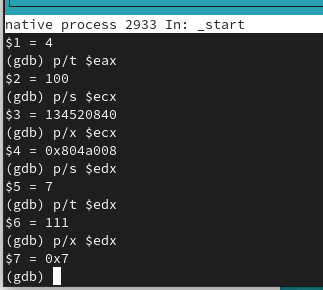 native process 2933 In: _start
$1 = 4
(gdb) p/t $eax
$2 = 100
(gdb) p/s $ecx
$3 = 134520840
(gdb) p/x $ecx
$4 = 0x804a008
(gdb) p/s $edx
$5 = 7
(gdb) p/t $edx
$6 = 111
(gdb) p/x $edx
$7 = 0x7
(gdb)